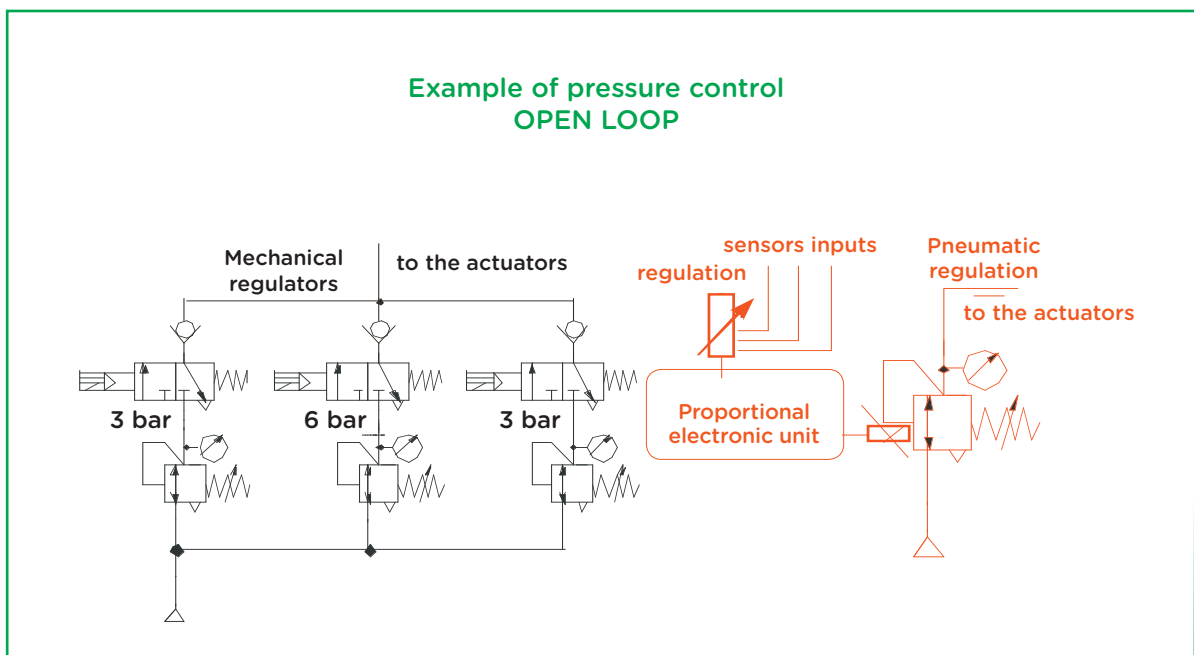 Example of pressure control
OPEN LOOP
Mechanical
regulators
to the actuators
3 bar
6 bar
3 bar
sensors inputs
regulation
Pneumatic
regulation
to the actuators
Proportional
electronic unit